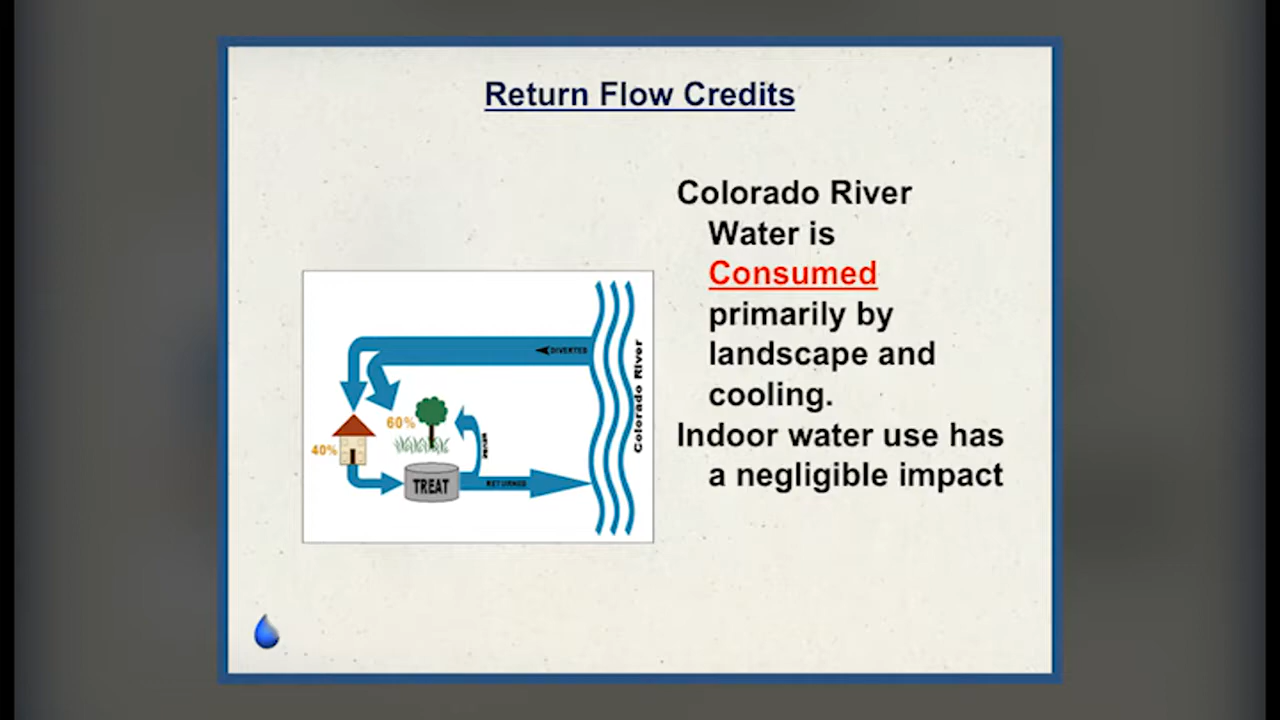 Return Flow Credits
Colorado River
Water is
Consumed
primarily by
landscape and
cooling.
Indoor water use has
a negligible impact
DIVERTED
Colorado River
60%
40%
TREAT
RETURNED